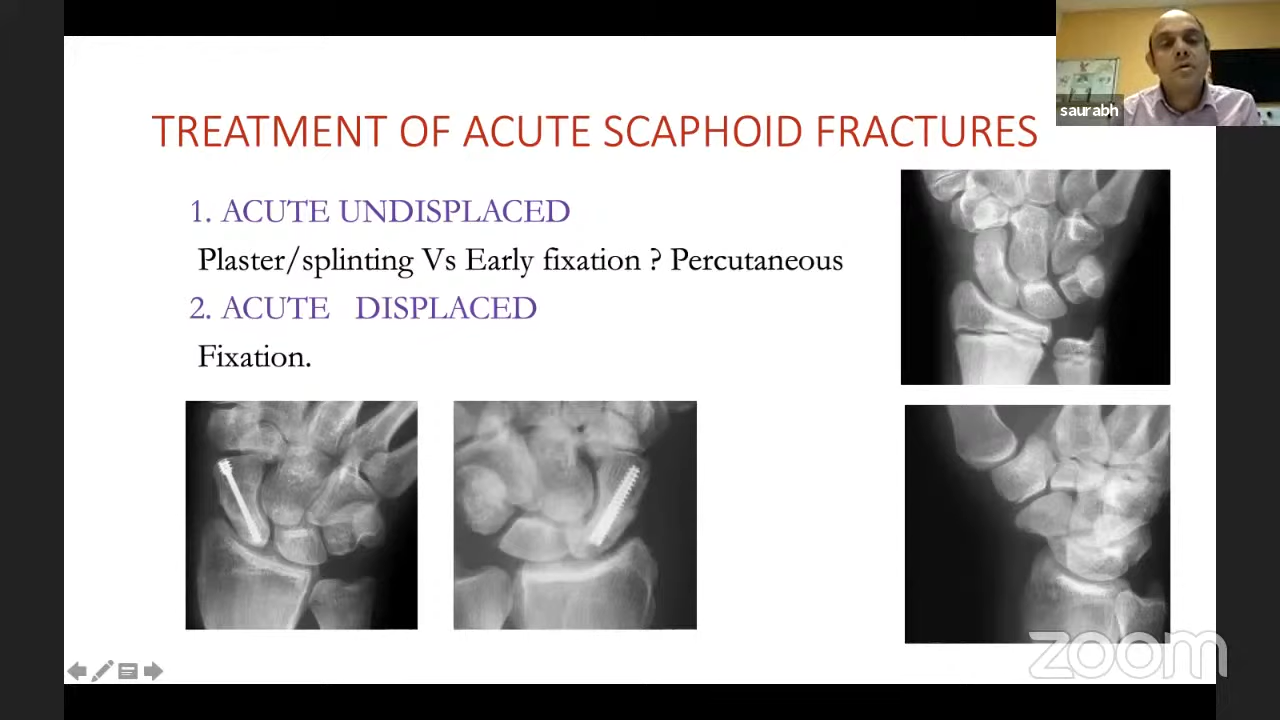 saurabh
TREATMENT OF ACUTE SCAPHOID FRACTURES
1. ACUTE UNDISPLACED
Plaster/splinting Vs Early fixation ? Percutaneous
2. ACUTE DISPLACED
Fixation.
zoom